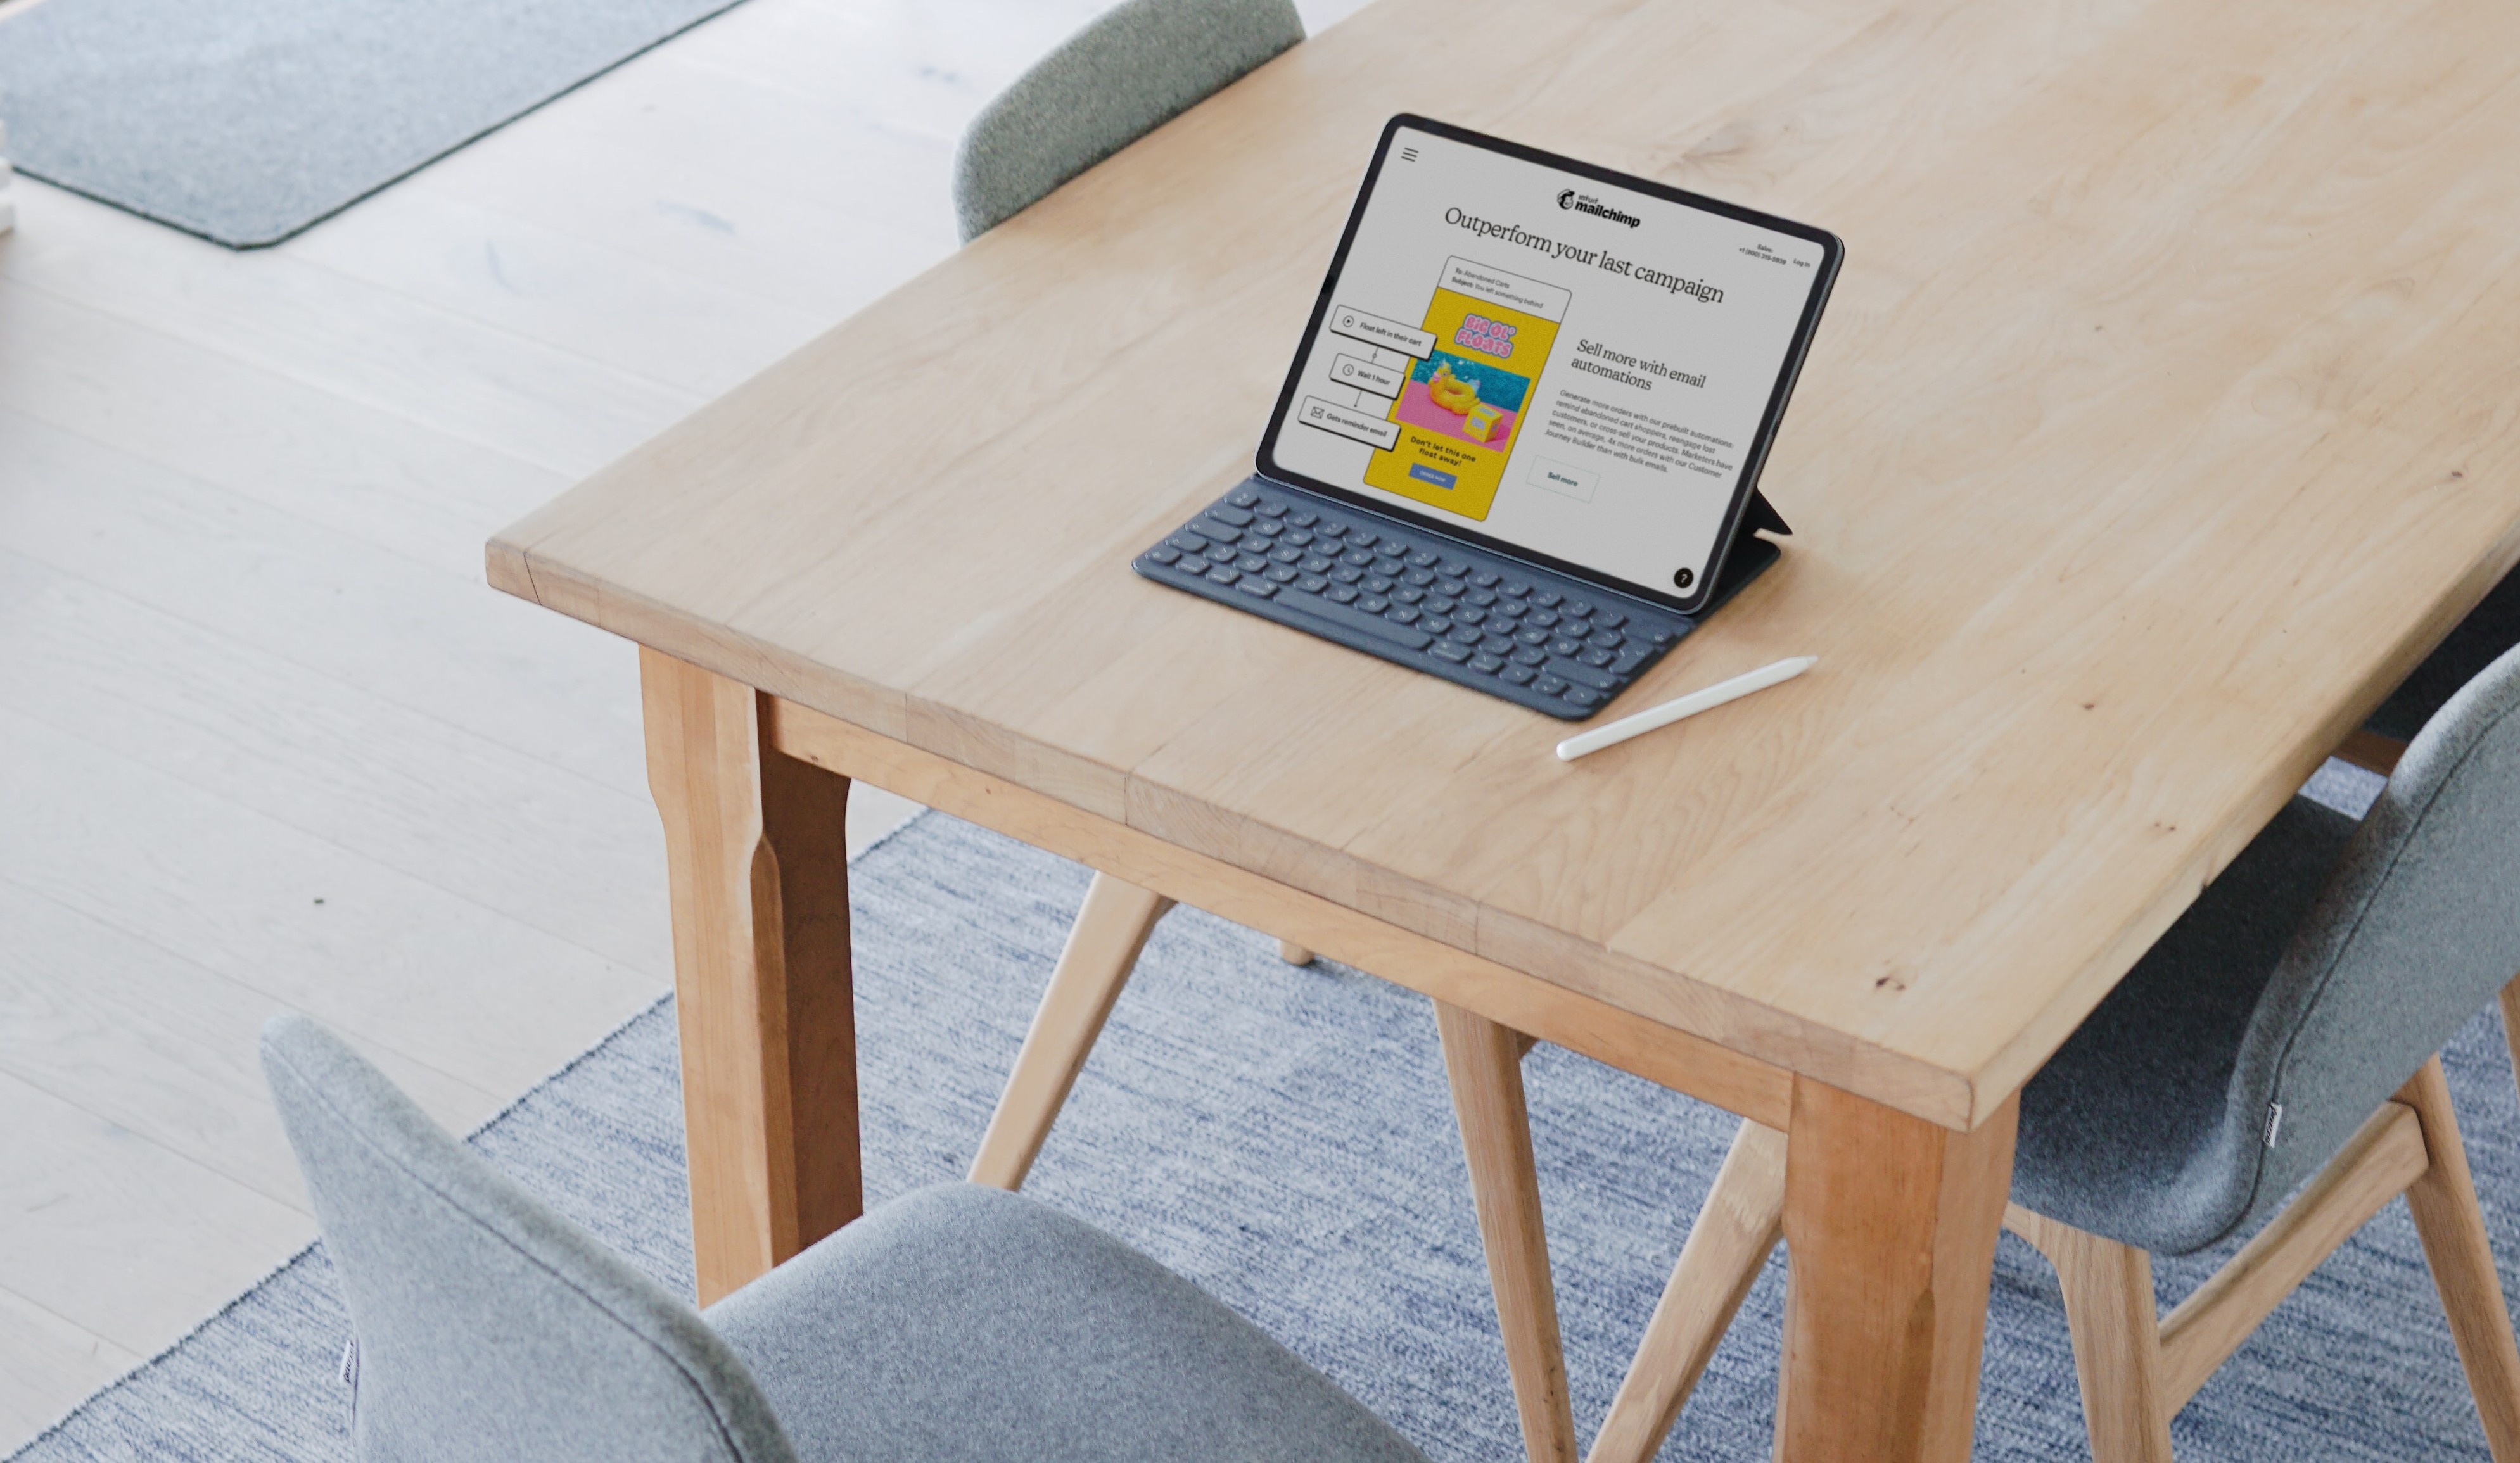 intuit
mailchimp
Sales:
+1 (800) 315-5939
Log In
Outperform your last campaign
Re: Abandoned Carts
Subject: You left something behind
BIG OL'
FLOATS
Float left in their cart
Wait 1 hour
Gets reminder email
Don't let this one
float away!
Sell more with email
automations
Generate more orders with our prebuilt automations:
remind abandoned cart shoppers, reengage lost
customers, or cross-sell your products. Marketers have
seen, on average, 4x more orders with our Customer
Journey Builder than with bulk emails.
Sell more
?